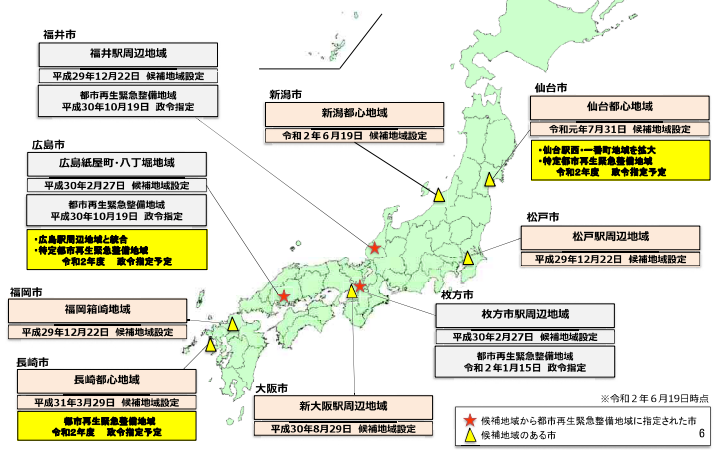 福井市
福井駅周辺地域
平成29年12月22日 候補地域設定
都市再生緊急整備地域
平成30年10月19日 政令指定
広島市
広島紙屋町・八丁堀地域
平成30年2月27日 候補地域設定
都市再生緊急整備地域
平成30年10月19日 政令指定
・広島駅周辺地域と統合
・特定都市再生緊急整備地域
令和2年度 政令指定予定
福岡市
福岡箱崎地域
平成29年12月22日 候補地域設定
長崎市
長崎都心地域
平成31年3月29日 候補地域設定
都市再生緊急整備地域
令和2年度 政令指定予定
新潟市
新潟都心地域
令和２年６月19日 候補地域設定
仙台市
仙台都心地域
令和元年7月31日 候補地域設定
・仙台駅西・一番町地域を拡大
・特定都市再生緊急整備地域
令和２年度 政令指定予定
松戸市
松戸駅周辺地域
平成29年12月22日 候補地域設定
枚方市
枚方市駅周辺地域
平成30年2月27日 候補地域設定
都市再生緊急整備地域
令和２年1月15日 政令指定
大阪市
新大阪駅周辺地域
平成30年8月29日 候補地域設定
※令和２年６月19日時点
★ 候補地域から都市再生緊急整備地域に指定された市
△ 候補地域のある市
6